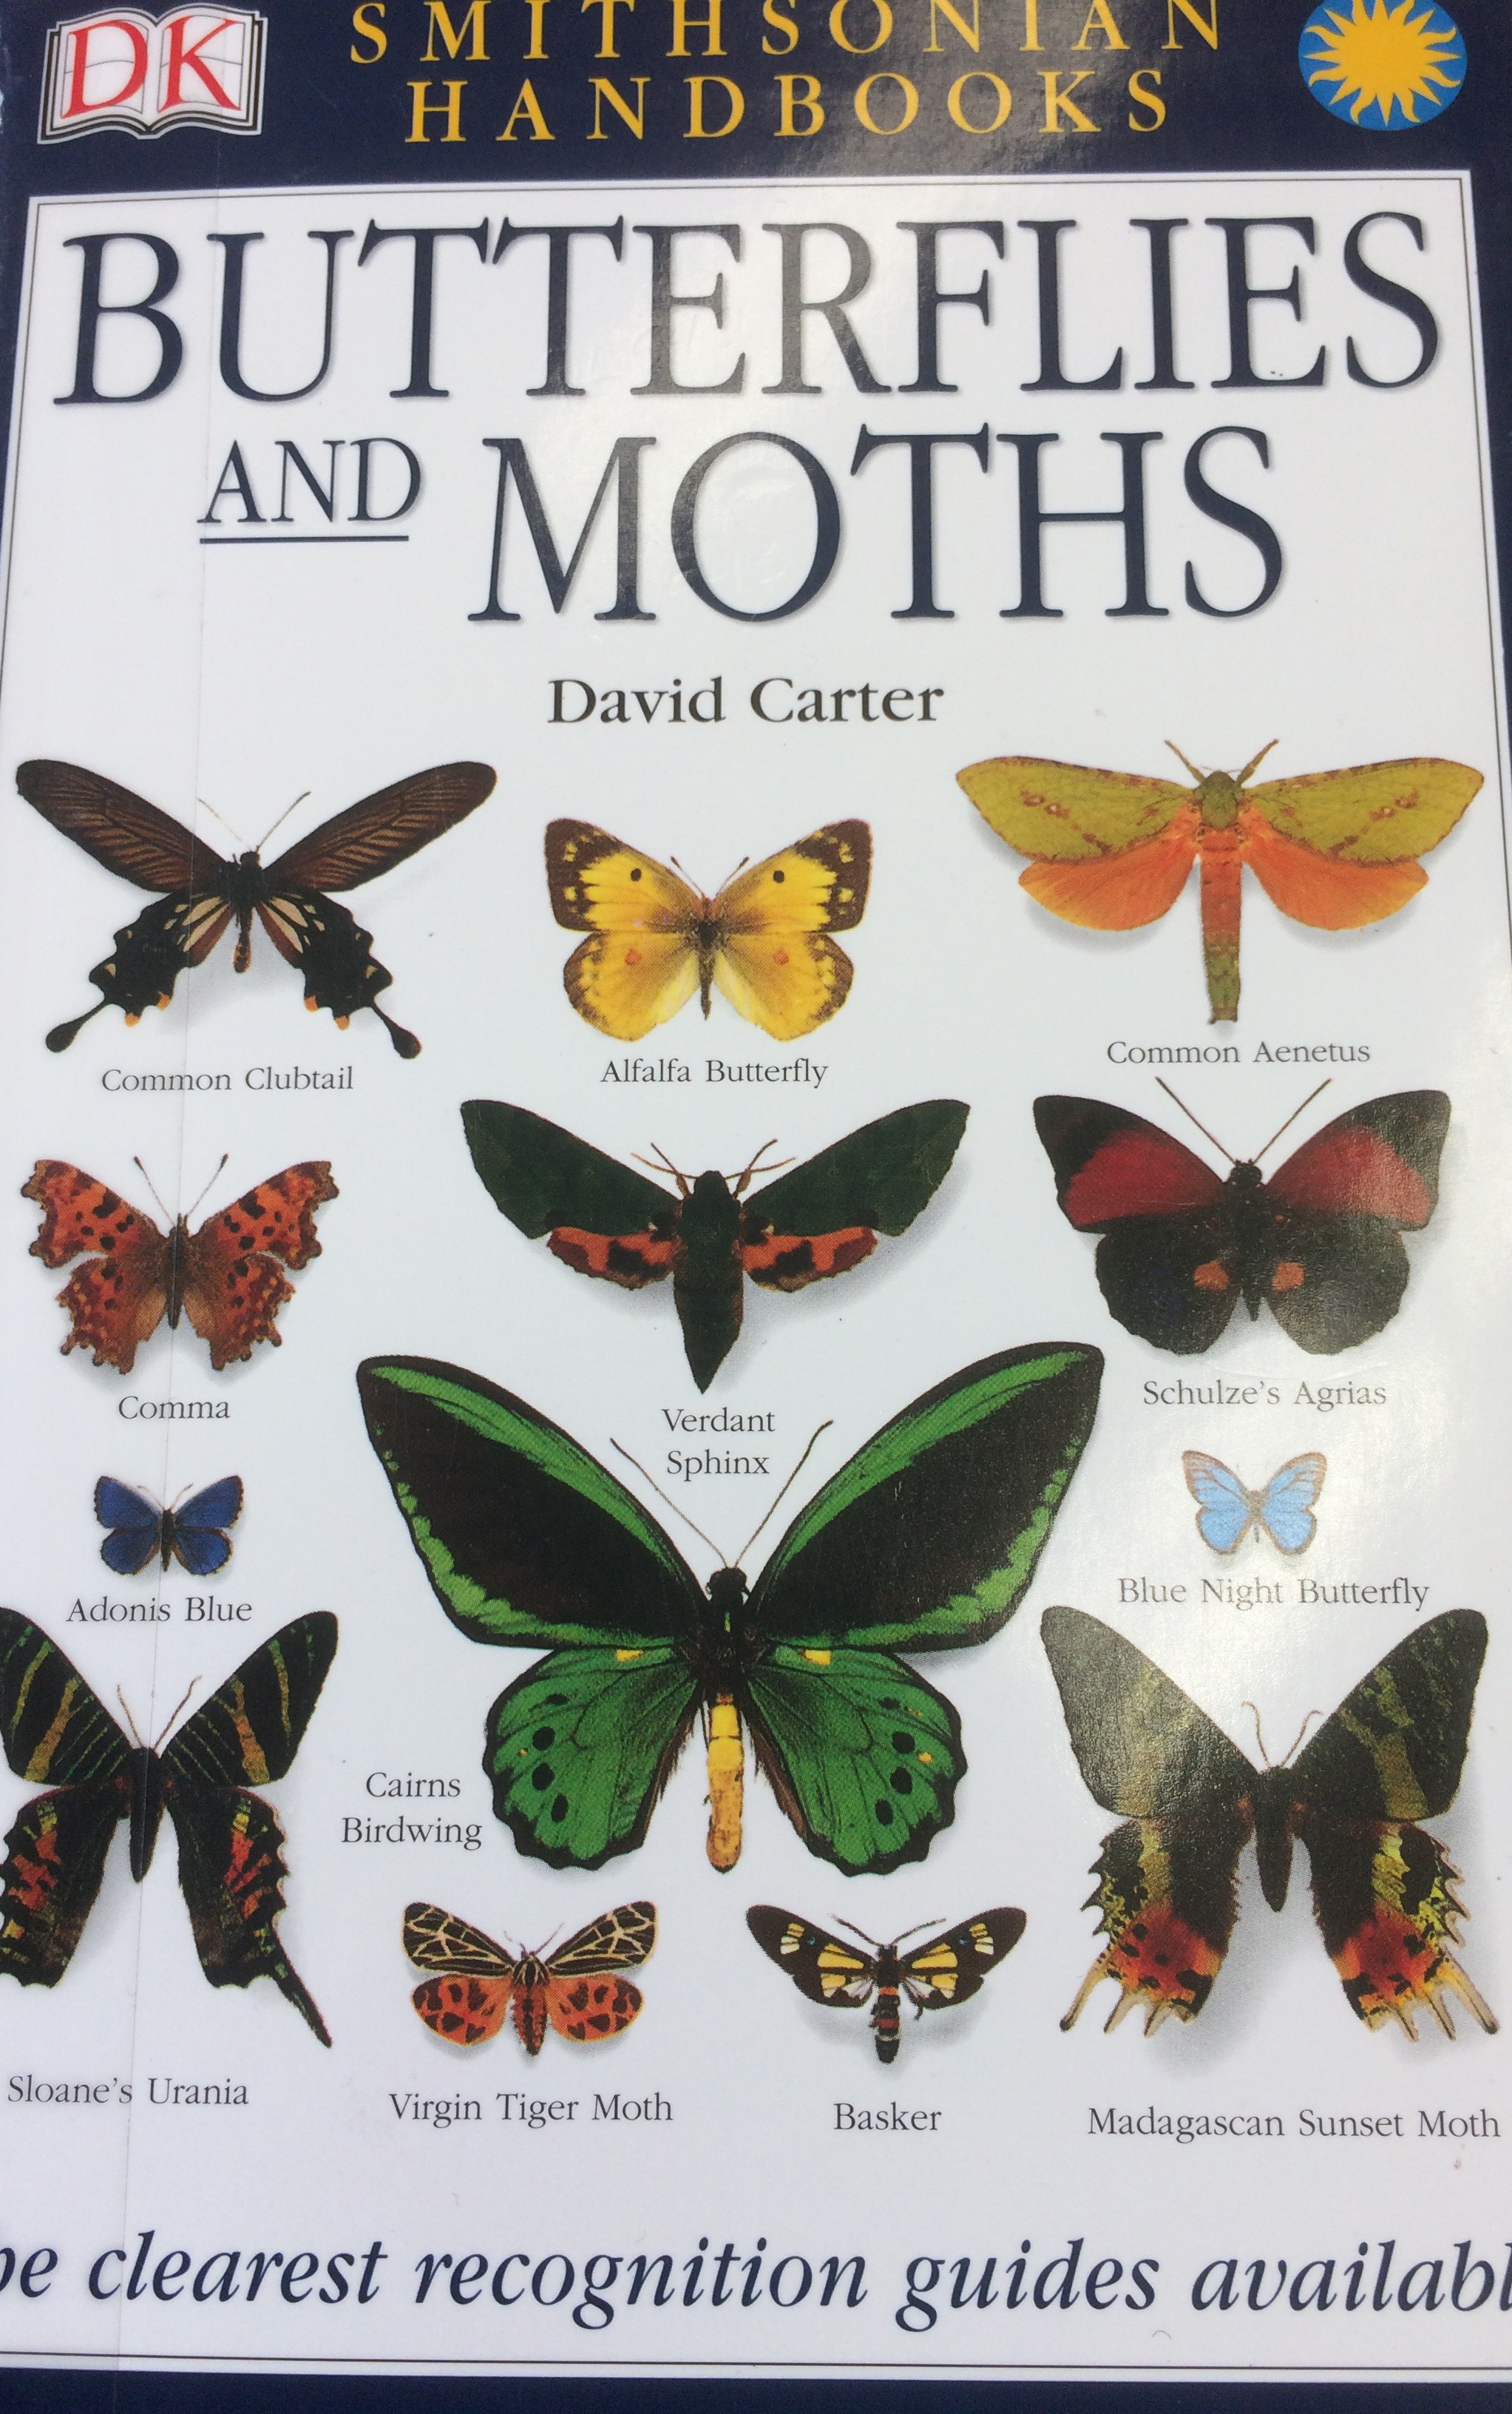 DK
SMITHSONIAN
HANDBOOKS
BUTTERFLIES
AND MOTHS
David Carter
Common Clubtail
Alfalfa Butterfly
Common Aenetus
Comma
Verdant
Sphinx
Schulze's Agrias
Adonis Blue
Blue Night Butterfly
Cairns
Birdwing
Sloane's Urania
Virgin Tiger Moth
Basker
Madagascan Sunset Moth
clearest recognition guides